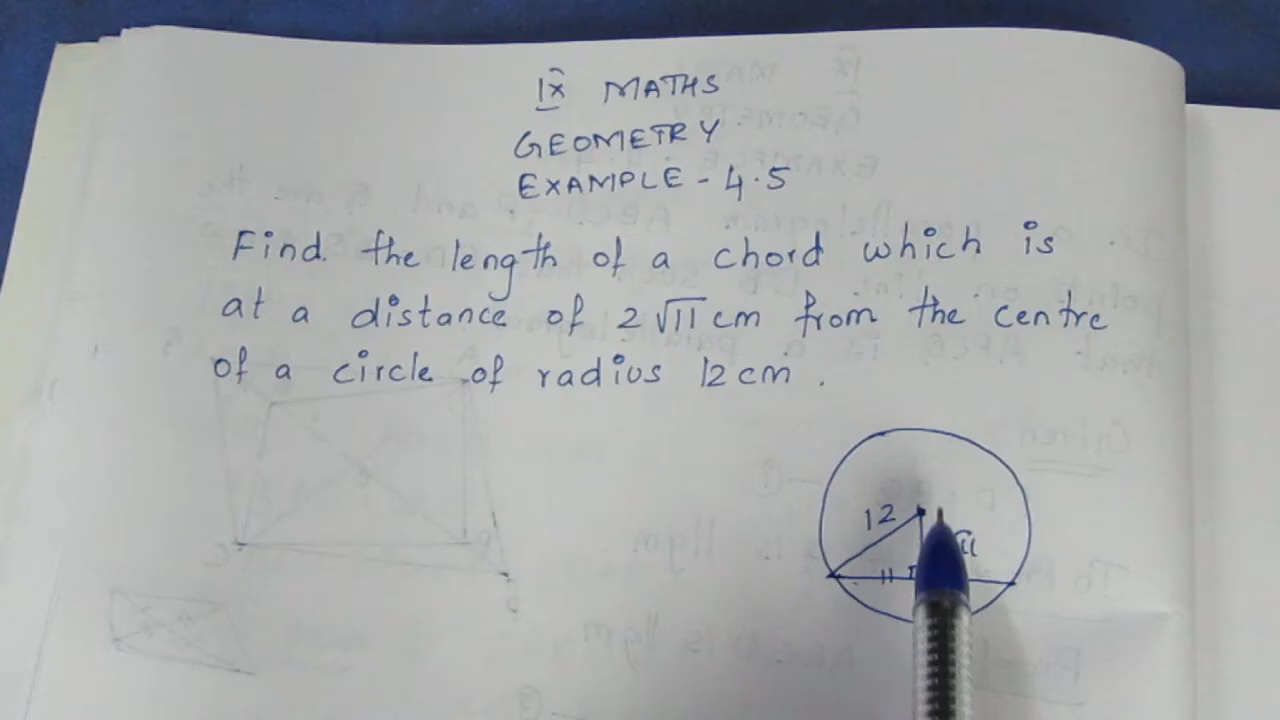 IX MATHS
GEOMETRY
EXAMPLE - 4.5
Find the length of a chord which is
at a distance of 2√11 cm from the centre
of a circle of radius 12 cm .
12